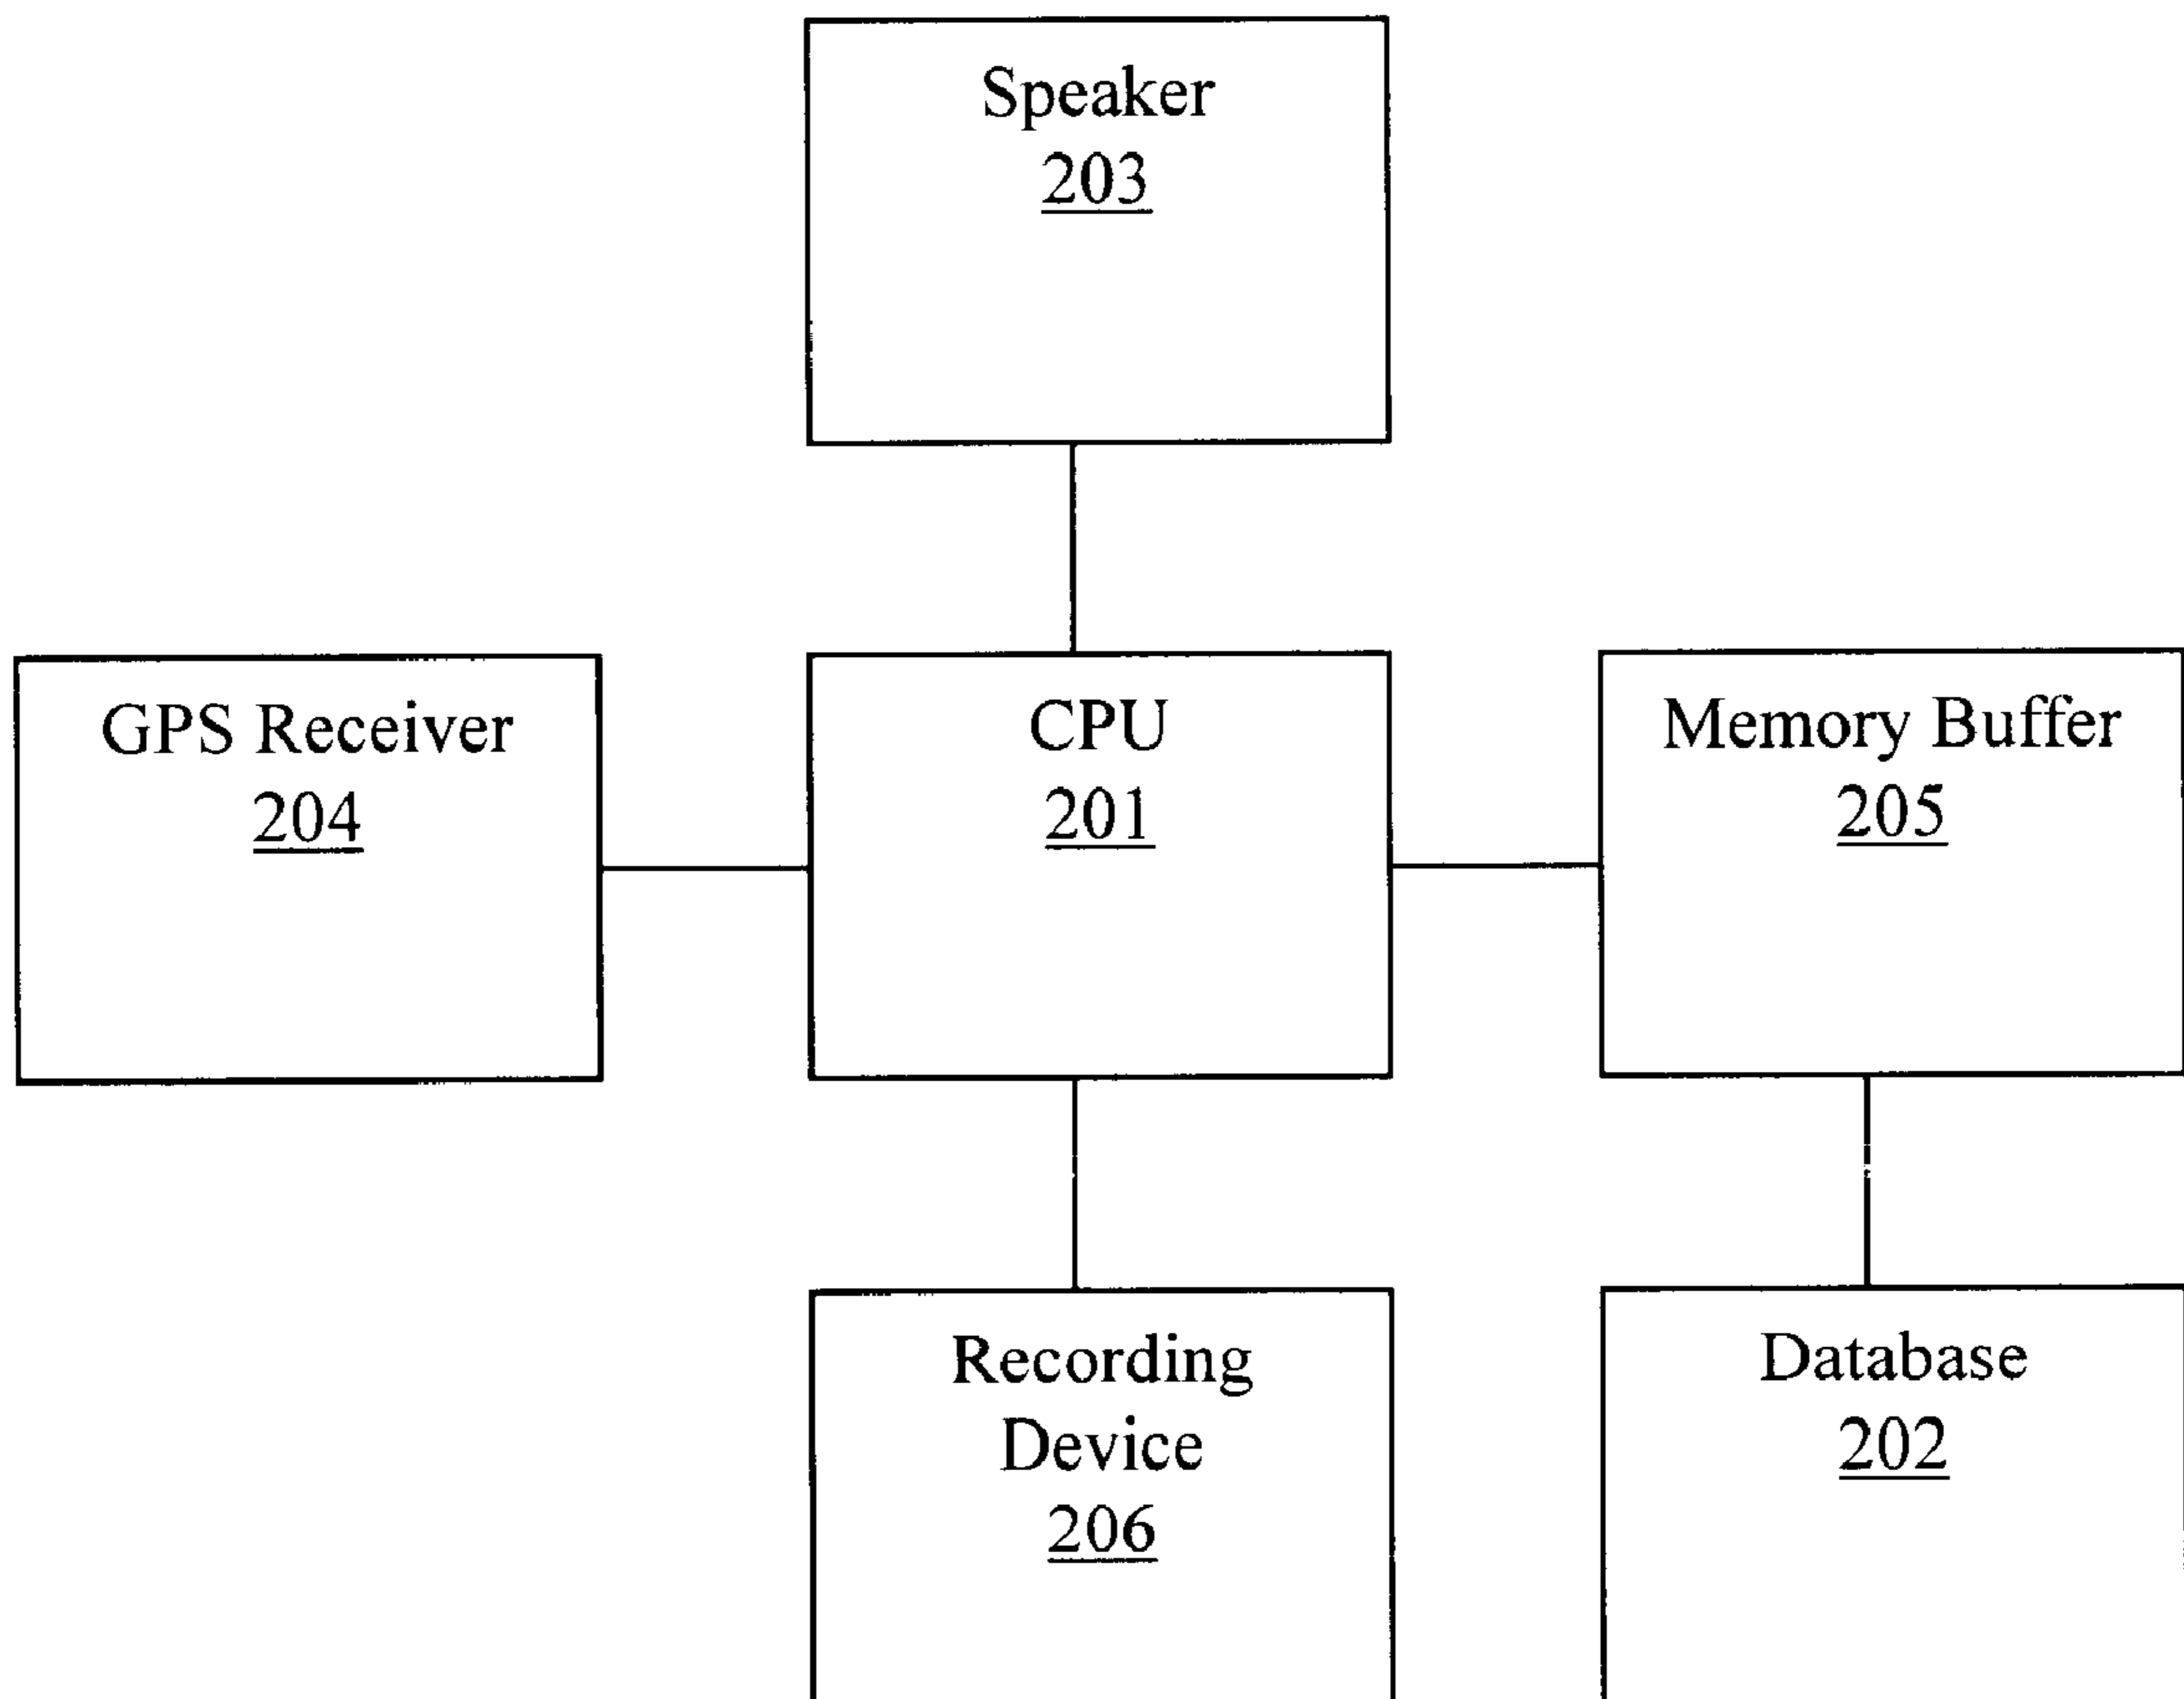 Speaker
203
GPS Receiver
204
CPU
201
Memory Buffer
205
Recording
Device
206
Database
202